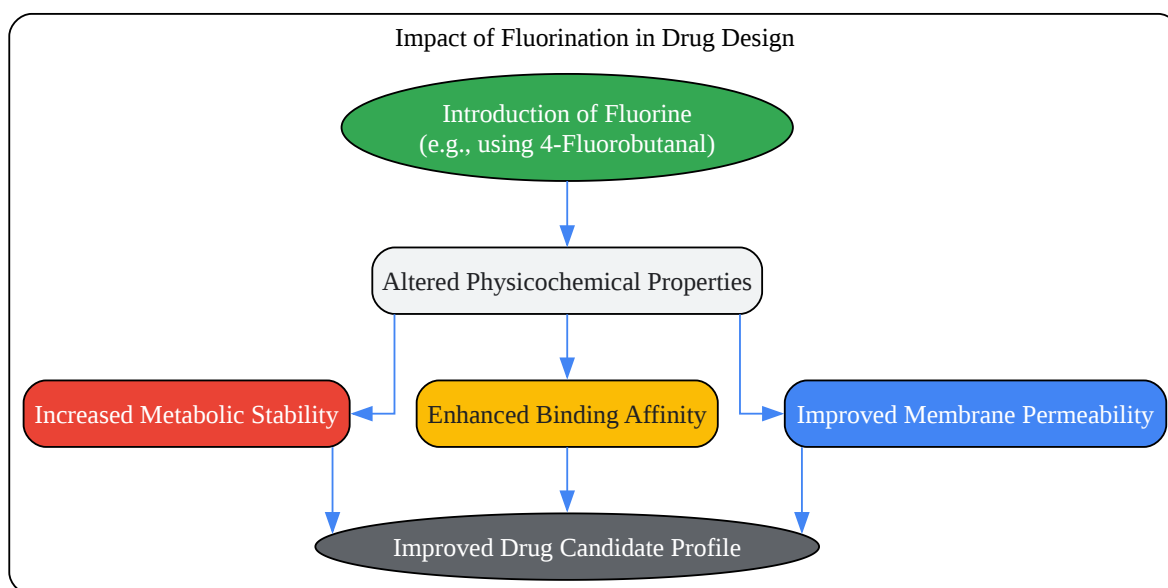 Impact of Fluorination in Drug Design
Introduction of Fluorine
(e.g., using 4-Fluorobutanal)
Altered Physicochemical Properties
Increased Metabolic Stability
Enhanced Binding Affinity
Improved Membrane Permeability
Improved Drug Candidate Profile